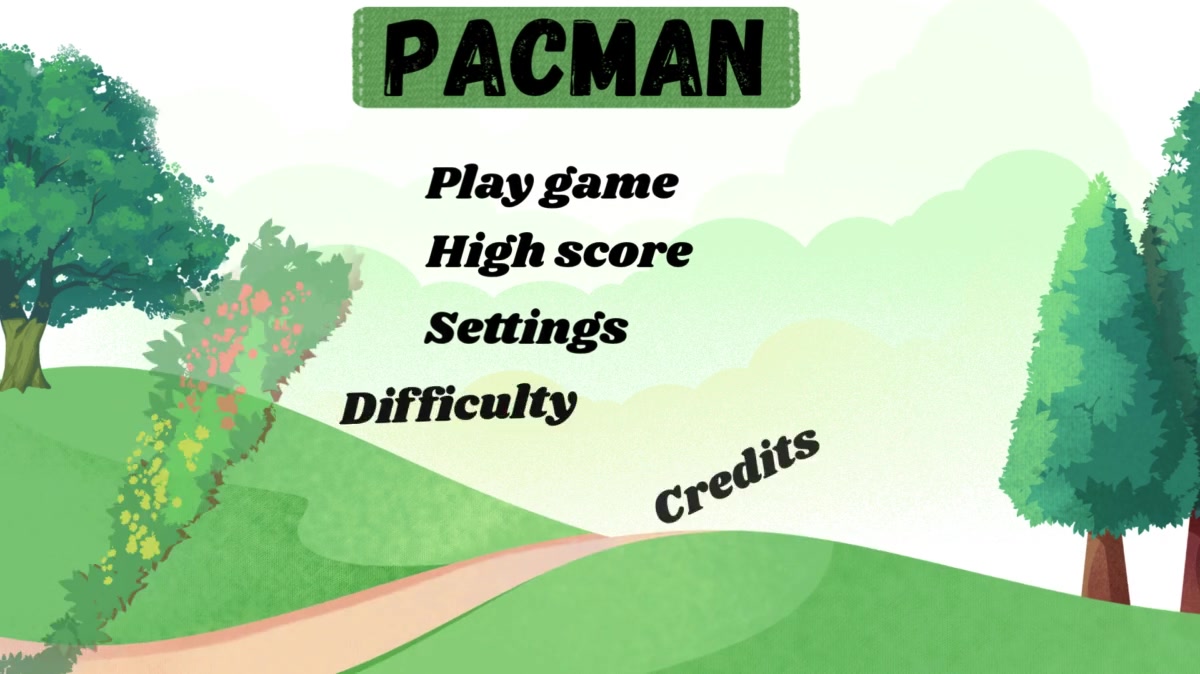 PACMAN
Play game
High score
Settings
Difficulty
Credits